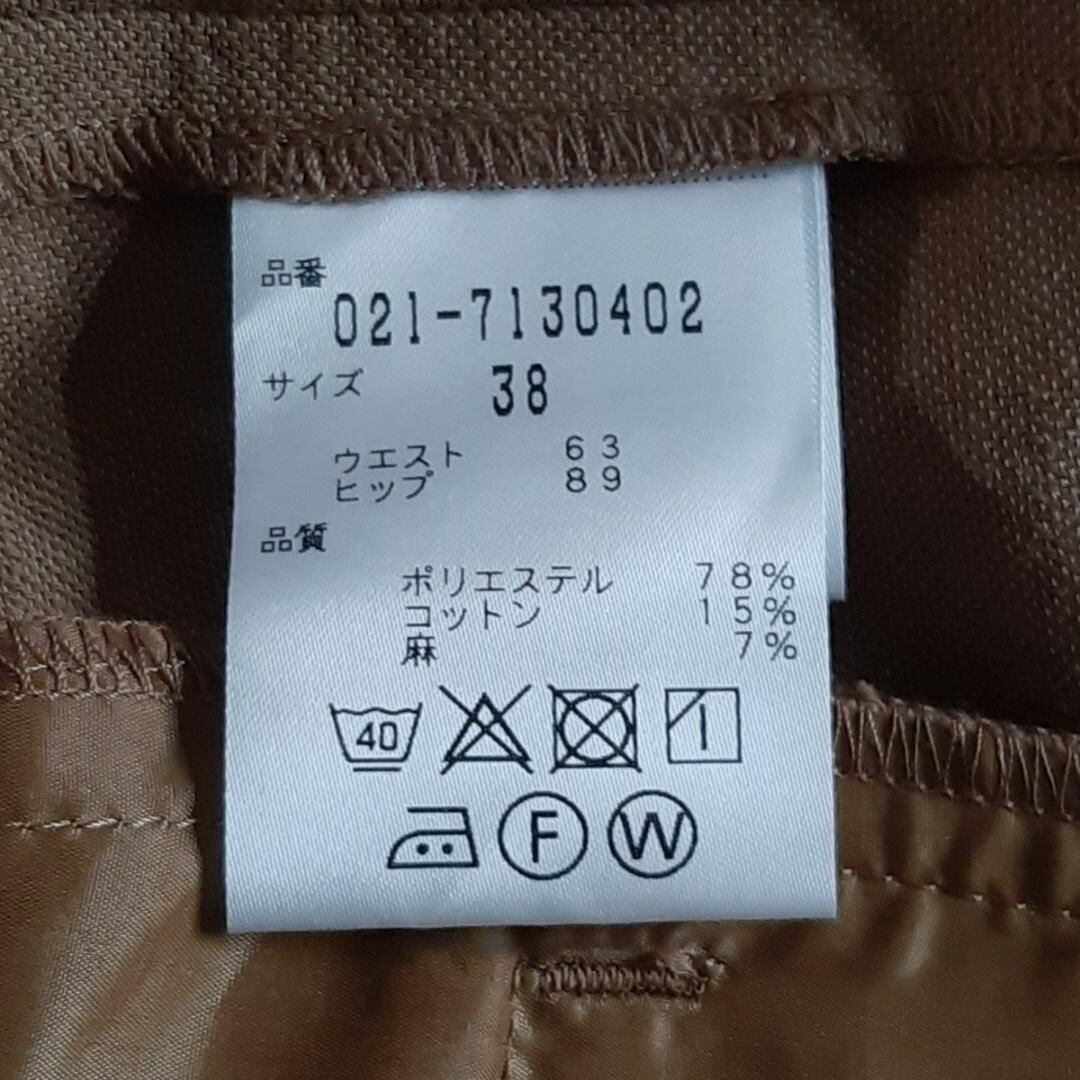 品番
021-7130402
サイズ 38
ウエスト 63
ヒップ 89
品質
ポリエステル 78%
コットン 15%
麻 7%
40
F W